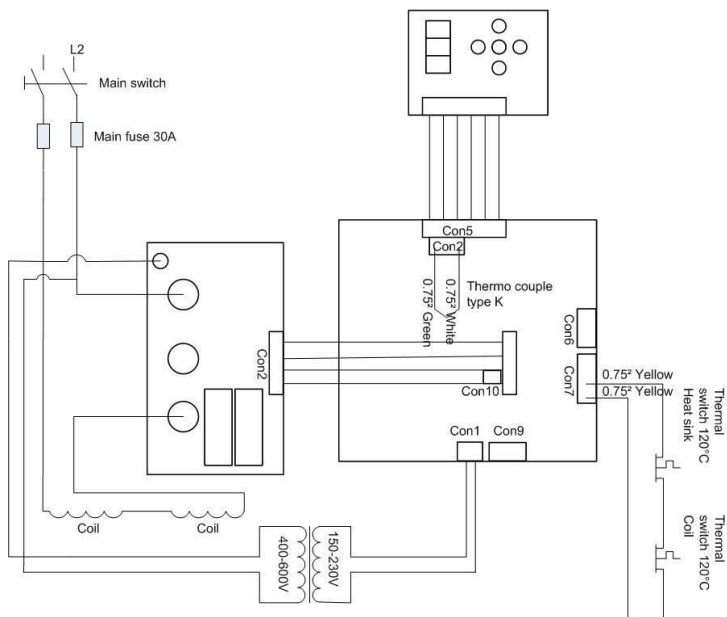 L2
Main switch
Main fuse 30A
Con5
Con2
0.75² Green
0.75² White
Thermo couple
type K
Con6
Con7
0.75² Yellow
0.75² Yellow
Thermal
switch 120°C
Heat sink
Con2
Con10
Con1
Con9
Coil
Coil
400-600V
150-230V
Thermal
switch 120°C
Coil